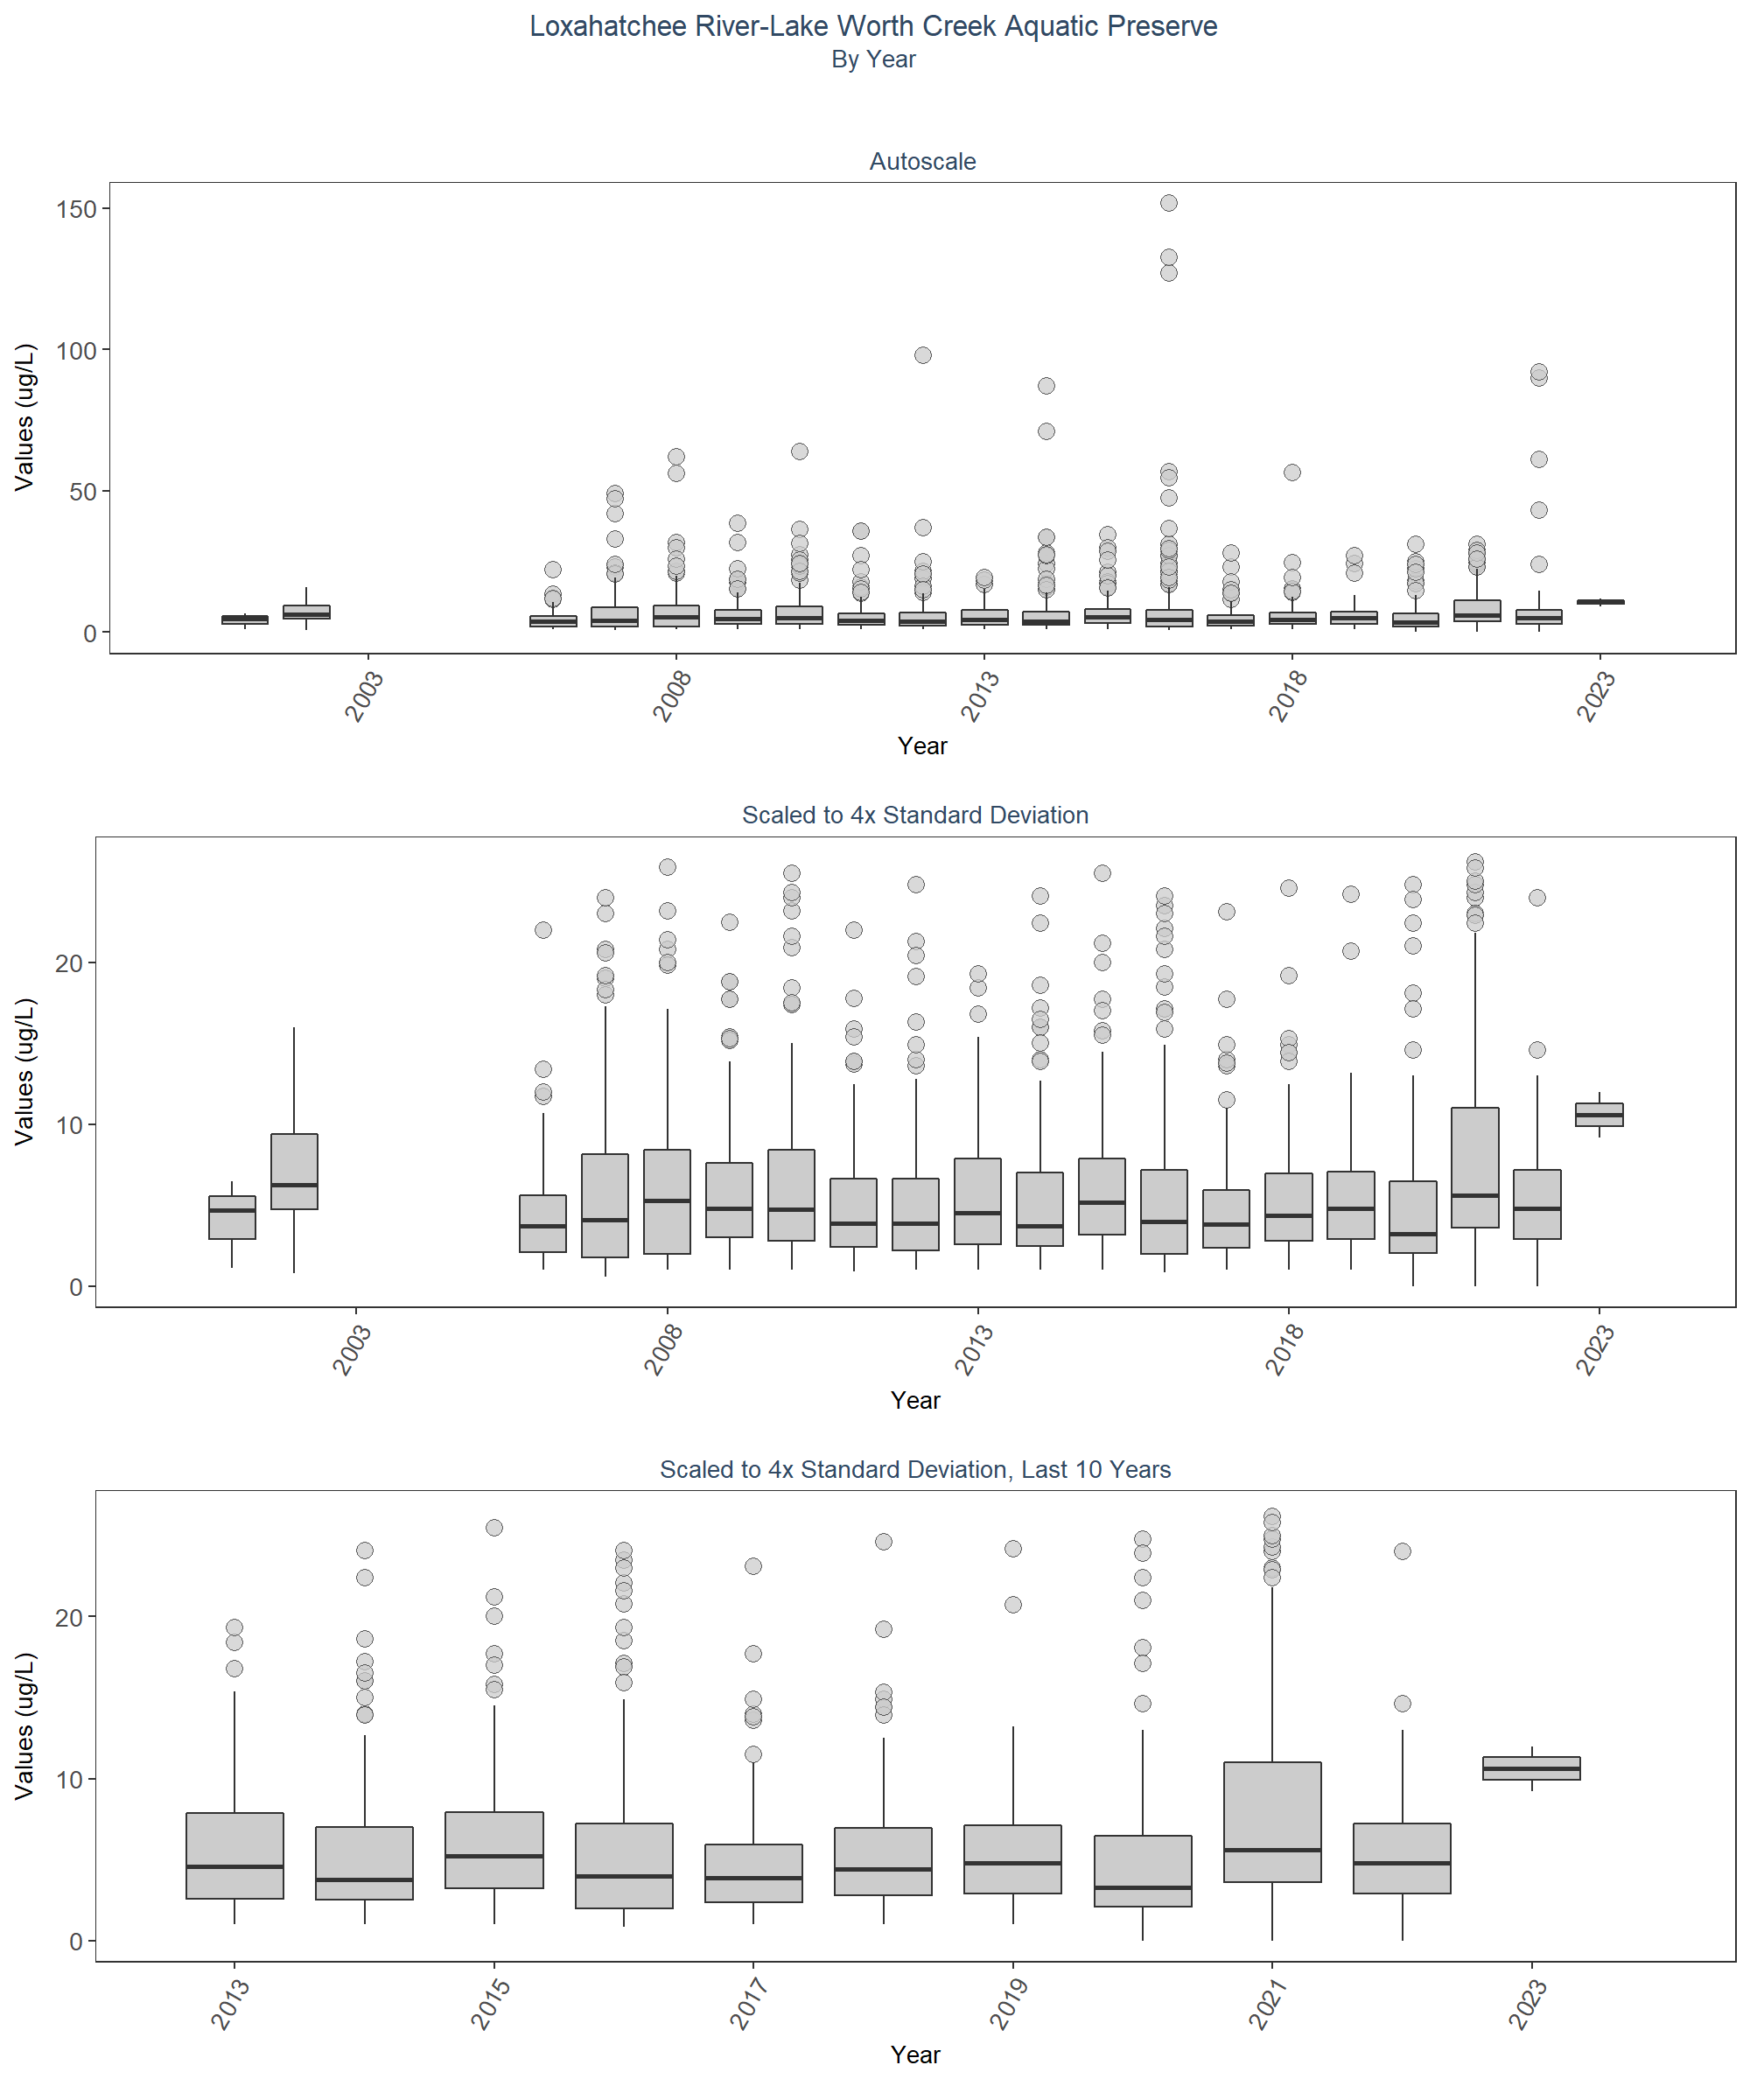 Loxahatchee River-Lake Worth Creek Aquatic Preserve
By Year
Autoscale
Values (ug/L)
150
100
50
0
2003
2008
2013
2018
2023
Year
Scaled to 4x Standard Deviation
Values (ug/L)
20
10
0
2003
2008
2013
2018
2023
Year
Scaled to 4x Standard Deviation, Last 10 Years
Values (ug/L)
20
10
0
2013
2015
2017
2019
2021
2023
Year